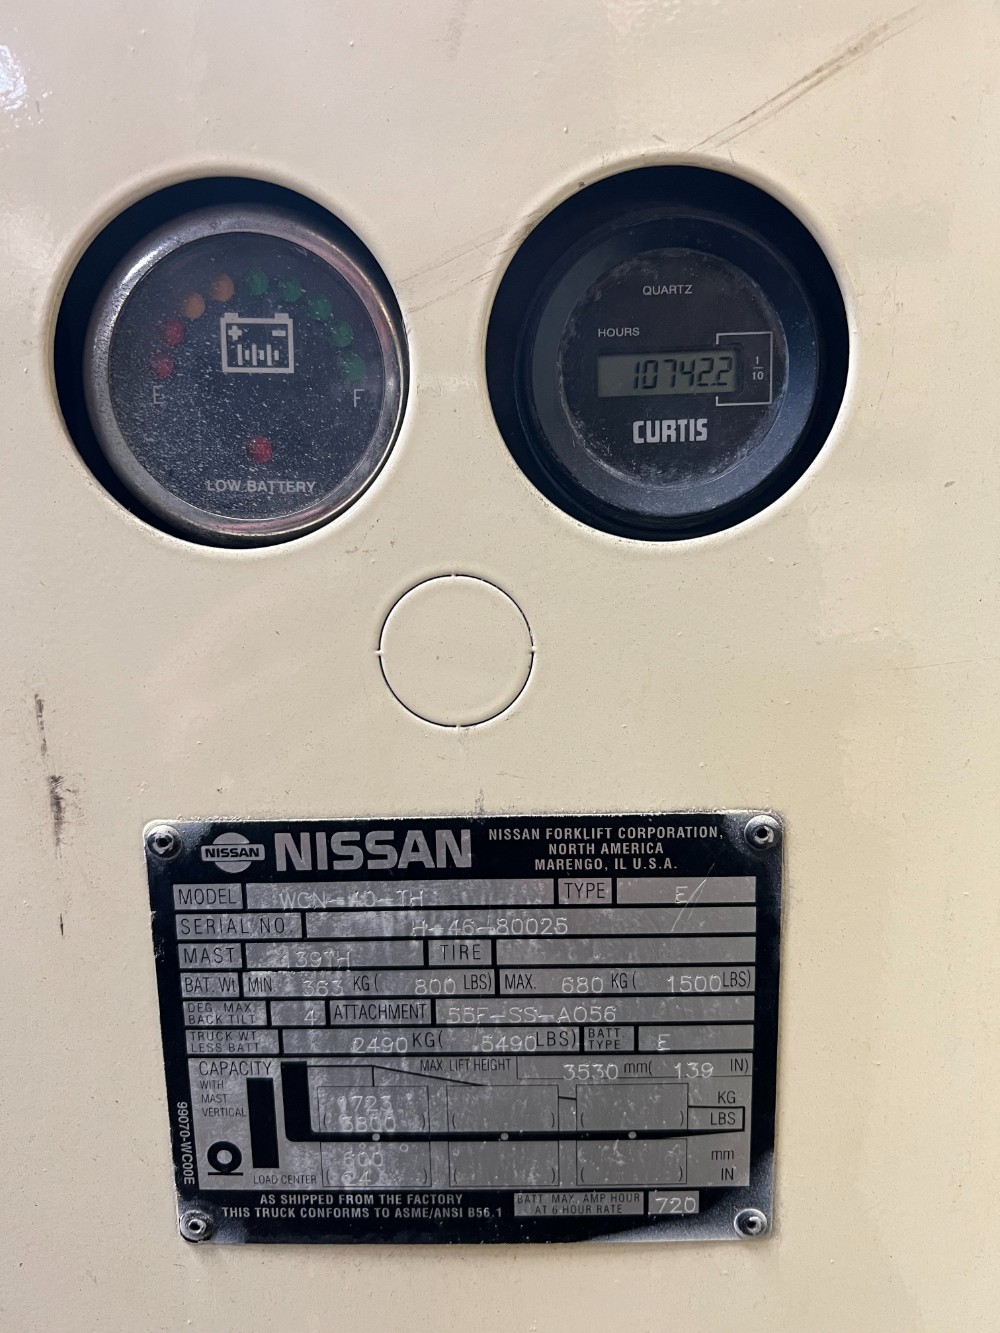 E
F
LOW BATTERY
QUARTZ
HOURS
107422
1
10
CURTIS
NISSAN NISSAN
NISSAN FORKLIFT CORPORATION,
NORTH AMERICA
MARENGO, IL U.S.A.
MODEL WCN-40-TH TYPE E
SERIAL NO. H-46-80025
MAST 139TH TIRE
BAT. Wt MIN 363 KG ( 800 LBS) MAX. 680 KG ( 1500 LBS)
DEG. MAX. BACK TILT 4 ATTACHMENT 55F-SS-A056
TRUCK WT. LESS BATT. 2490 KG( 5490 LBS) BATT. TYPE E
CAPACITY MAX LIFT HEIGHT 3530 mm( 139 IN)
WITH
MAST
VERTICAL
1723 KG
( 3800 ) ( ) ( ) LBS
600 mm
LOAD CENTER ( 24 ) ( ) ( ) IN
99070-WC00E
AS SHIPPED FROM THE FACTORY
THIS TRUCK CONFORMS TO ASME/ANSI B56.1
BATT. MAX. AMP HOUR
AT 6 HOUR RATE 720